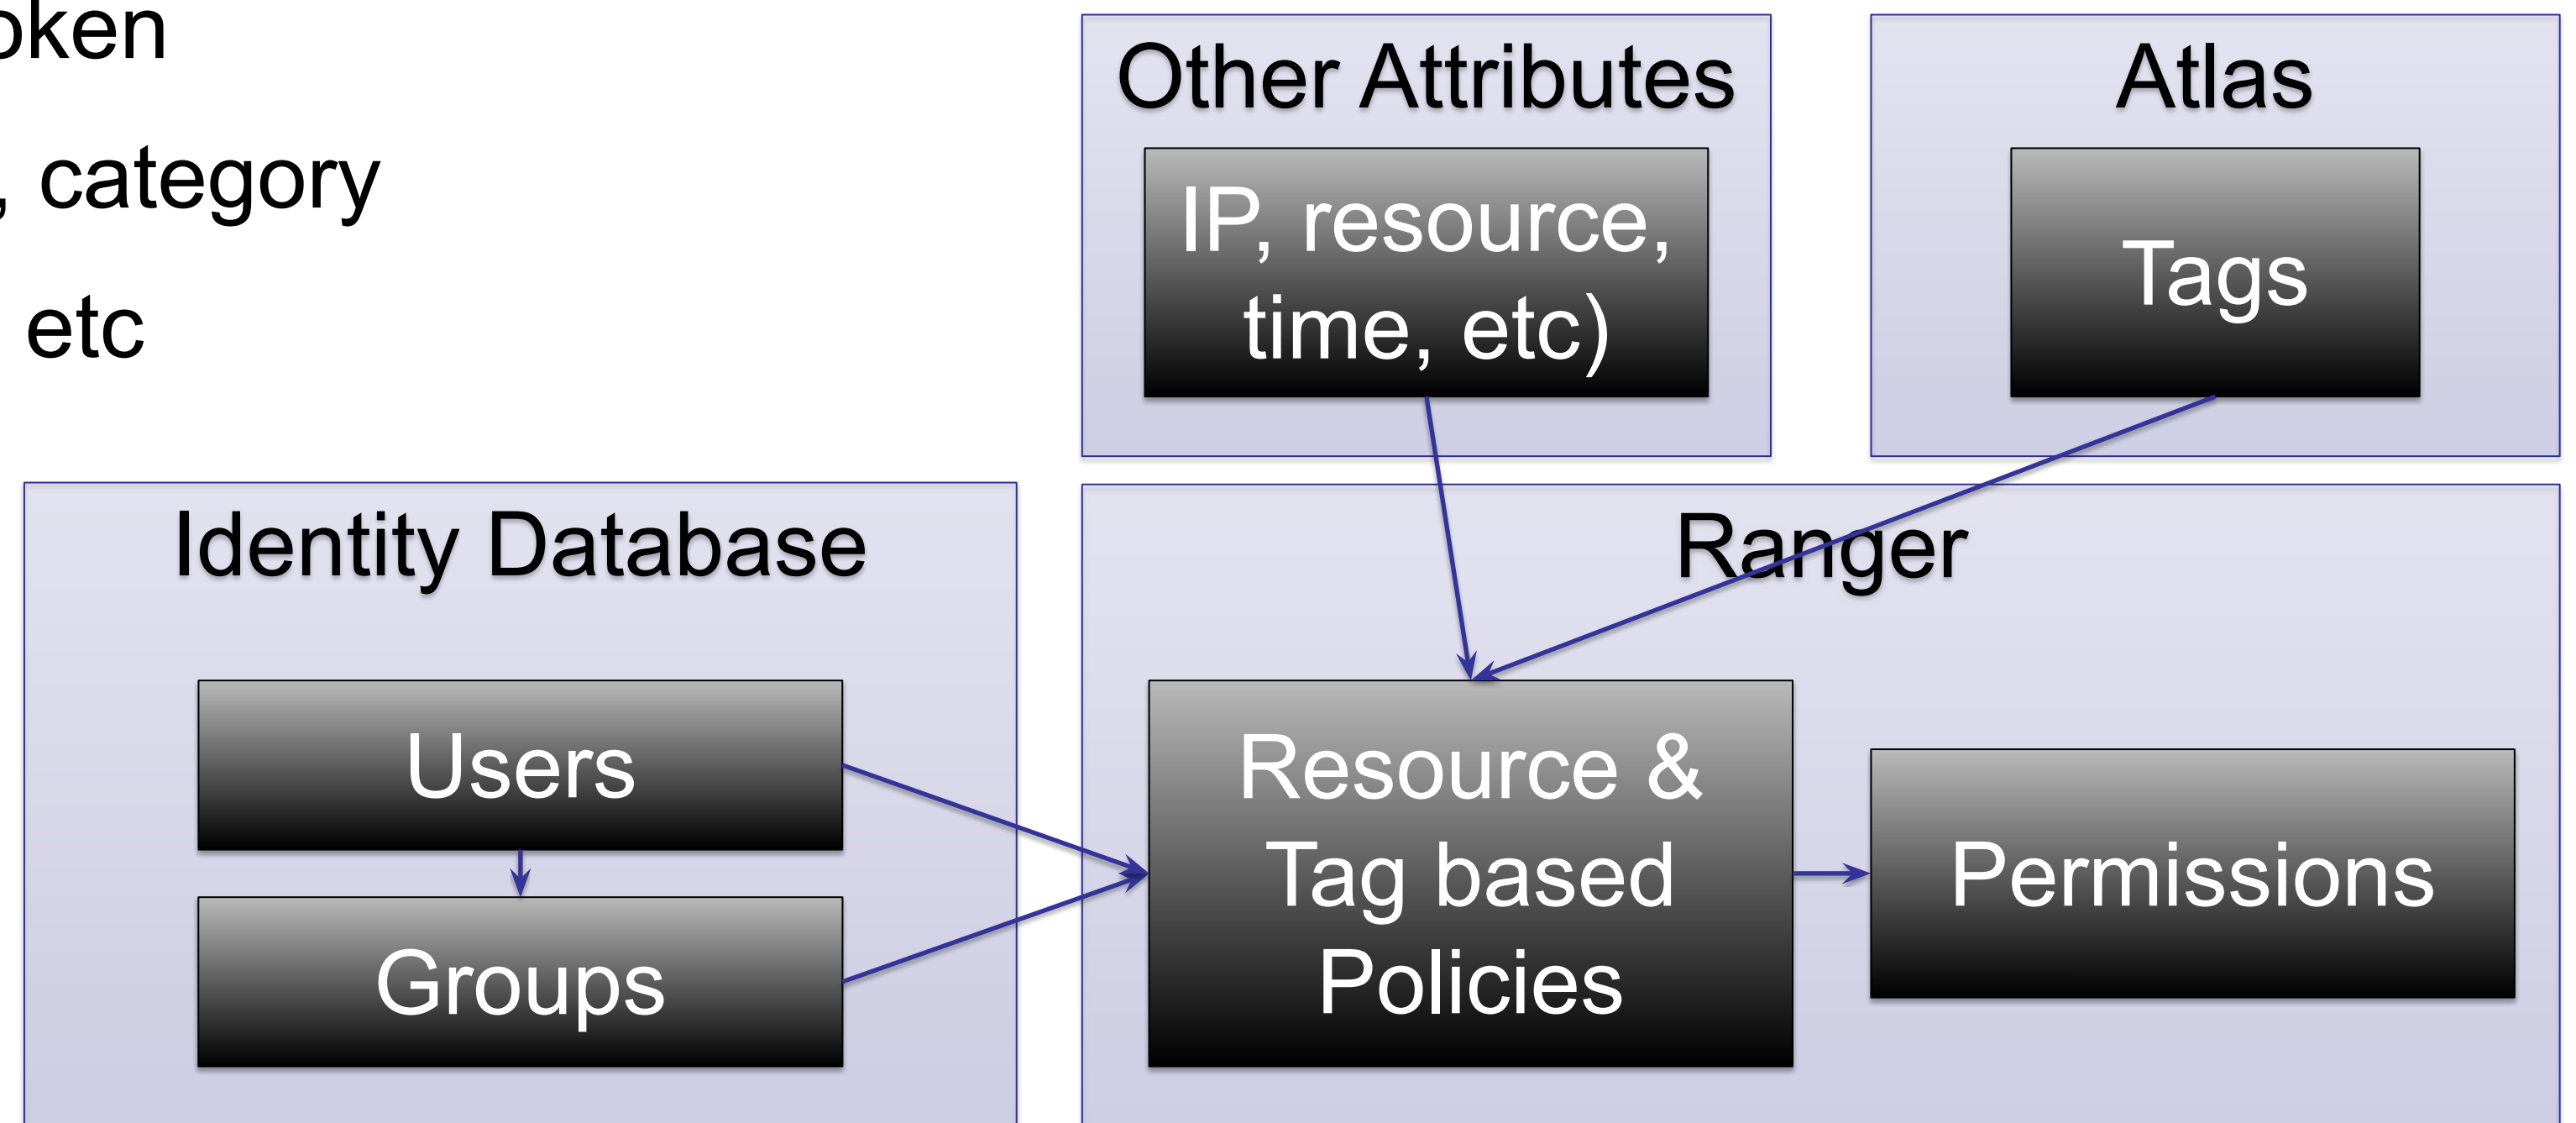 oken
, category
etc
Other Attributes
IP, resource,
time, etc)
Atlas
Tags
Identity Database
Users
Groups
Ranger
Resource &
Tag based
Policies
Permissions